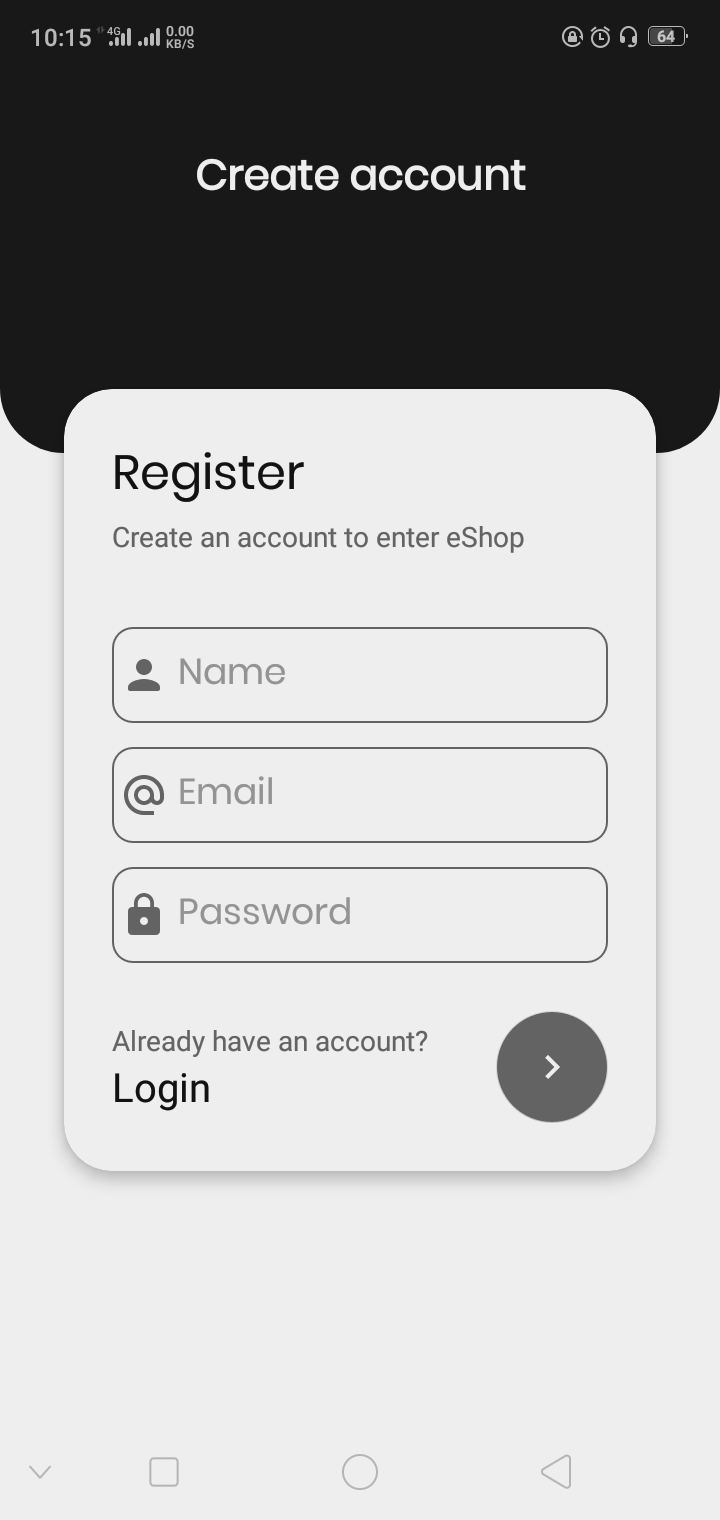 10:15 4G 0.00 KB/S 64
Create account
Register
Create an account to enter eShop
Name
Email
Password
Already have an account?
Login